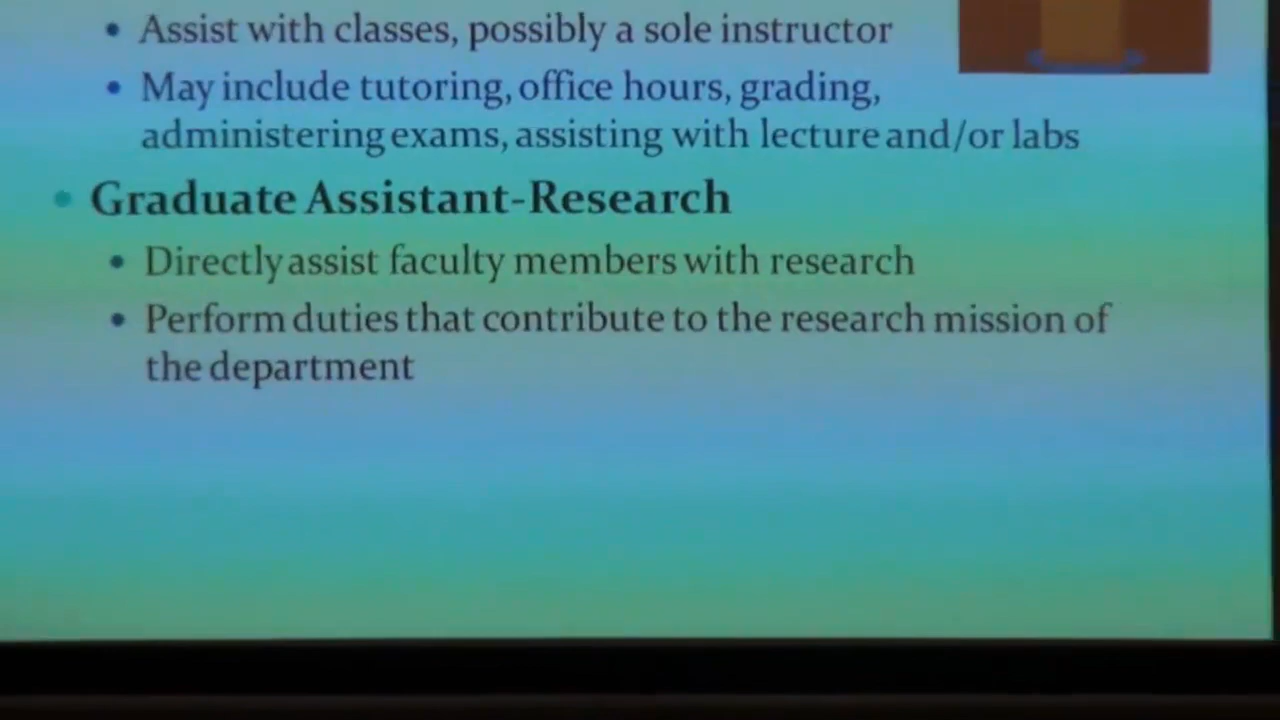 • Assist with classes, possibly a sole instructor
• May include tutoring, office hours, grading,
administering exams, assisting with lecture and/or labs
• Graduate Assistant-Research
• Directly assist faculty members with research
• Perform duties that contribute to the research mission of
the department